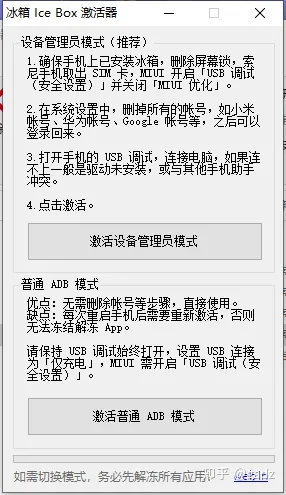 冰箱 Ice Box 激活器
设备管理员模式（推荐）
1.确保手机上已安装冰箱，删除屏幕锁，索
尼手机取出 SIM 卡，MIUI 开启「USB 调试
（安全设置）」并关闭「MIUI 优化」。
2.在系统设置中，删掉所有的帐号，如小米
帐号、华为帐号、Google 帐号等，之后可以
登录回来。
3.打开手机的 USB 调试，连接电脑，如果连
不上一般是驱动未安装，或与其他手机助手
冲突。
4.点击激活。
激活设备管理员模式
普通 ADB 模式
优点：无需删除帐号等步骤，直接使用。
缺点：每次重启手机后需要重新激活，否则
无法冻结解冻 App。
请保持 USB 调试始终打开，设置 USB 连接
为「仅充电」，MIUI 需开启「USB 调试（安
全设置）」。
激活普通 ADB 模式
如需切换模式，务必先解冻所有应用。
知乎